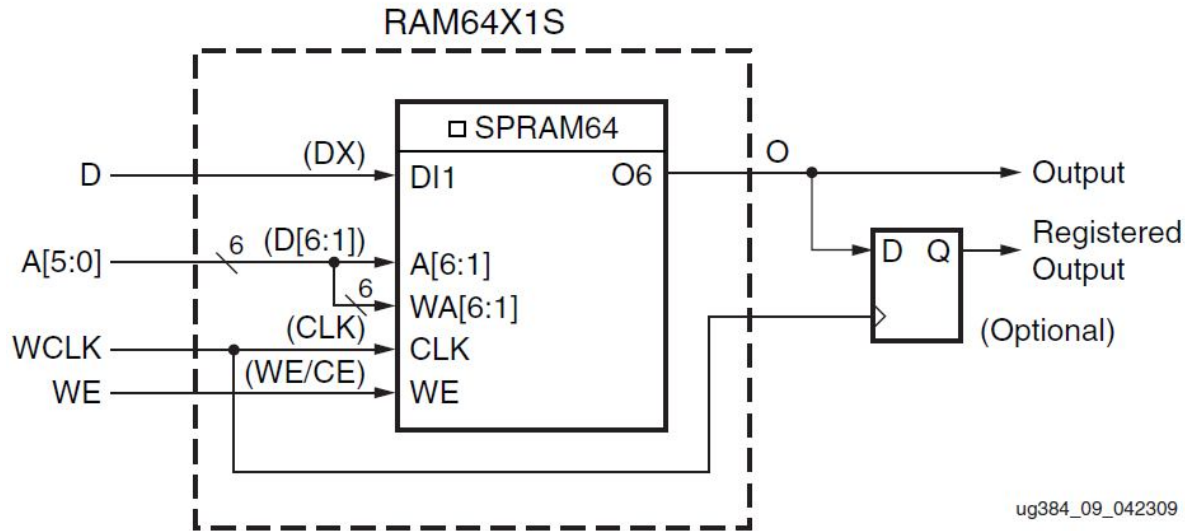 RAM64X1S
SPRAM64
D
(DX)
DI1
O6
O
Output
A[5:0]
6
(D[6:1])
A[6:1]
6
WA[6:1]
D Q
Registered
Output
(Optional)
WCLK
(CLK)
CLK
WE
(WE/CE)
WE
ug384_09_042309